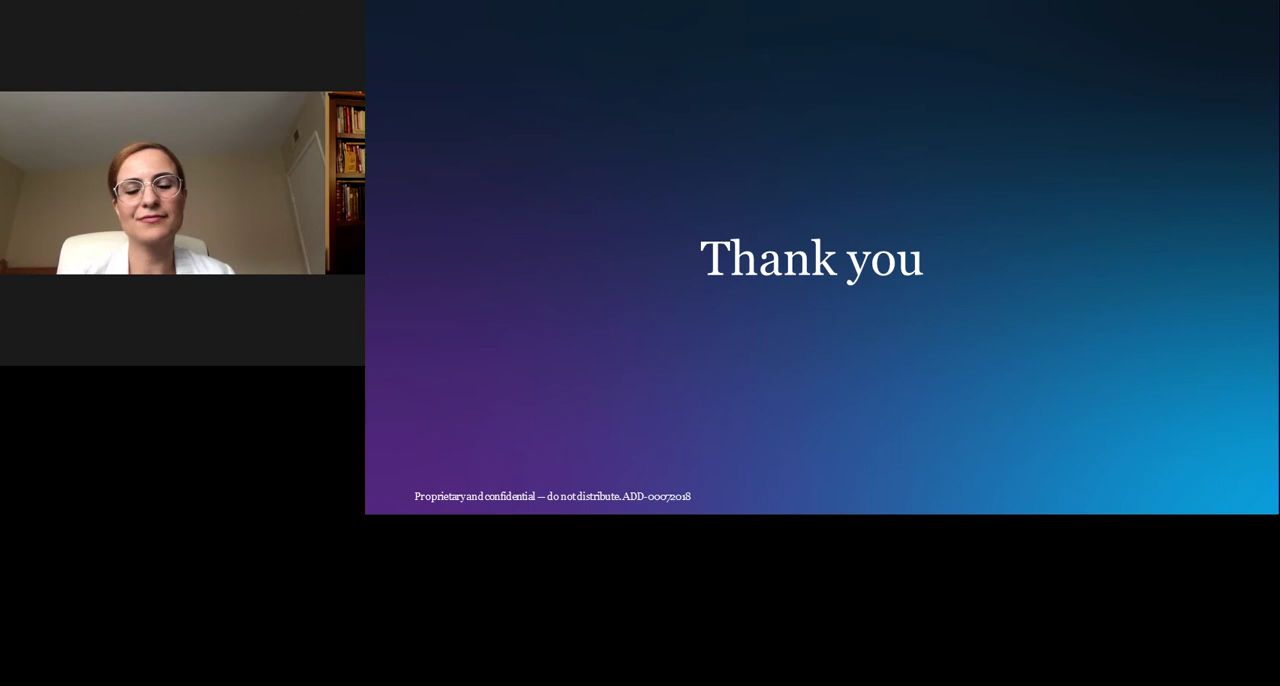 Thank you
Proprietary and confidential — do not distribute. ADD-00072018